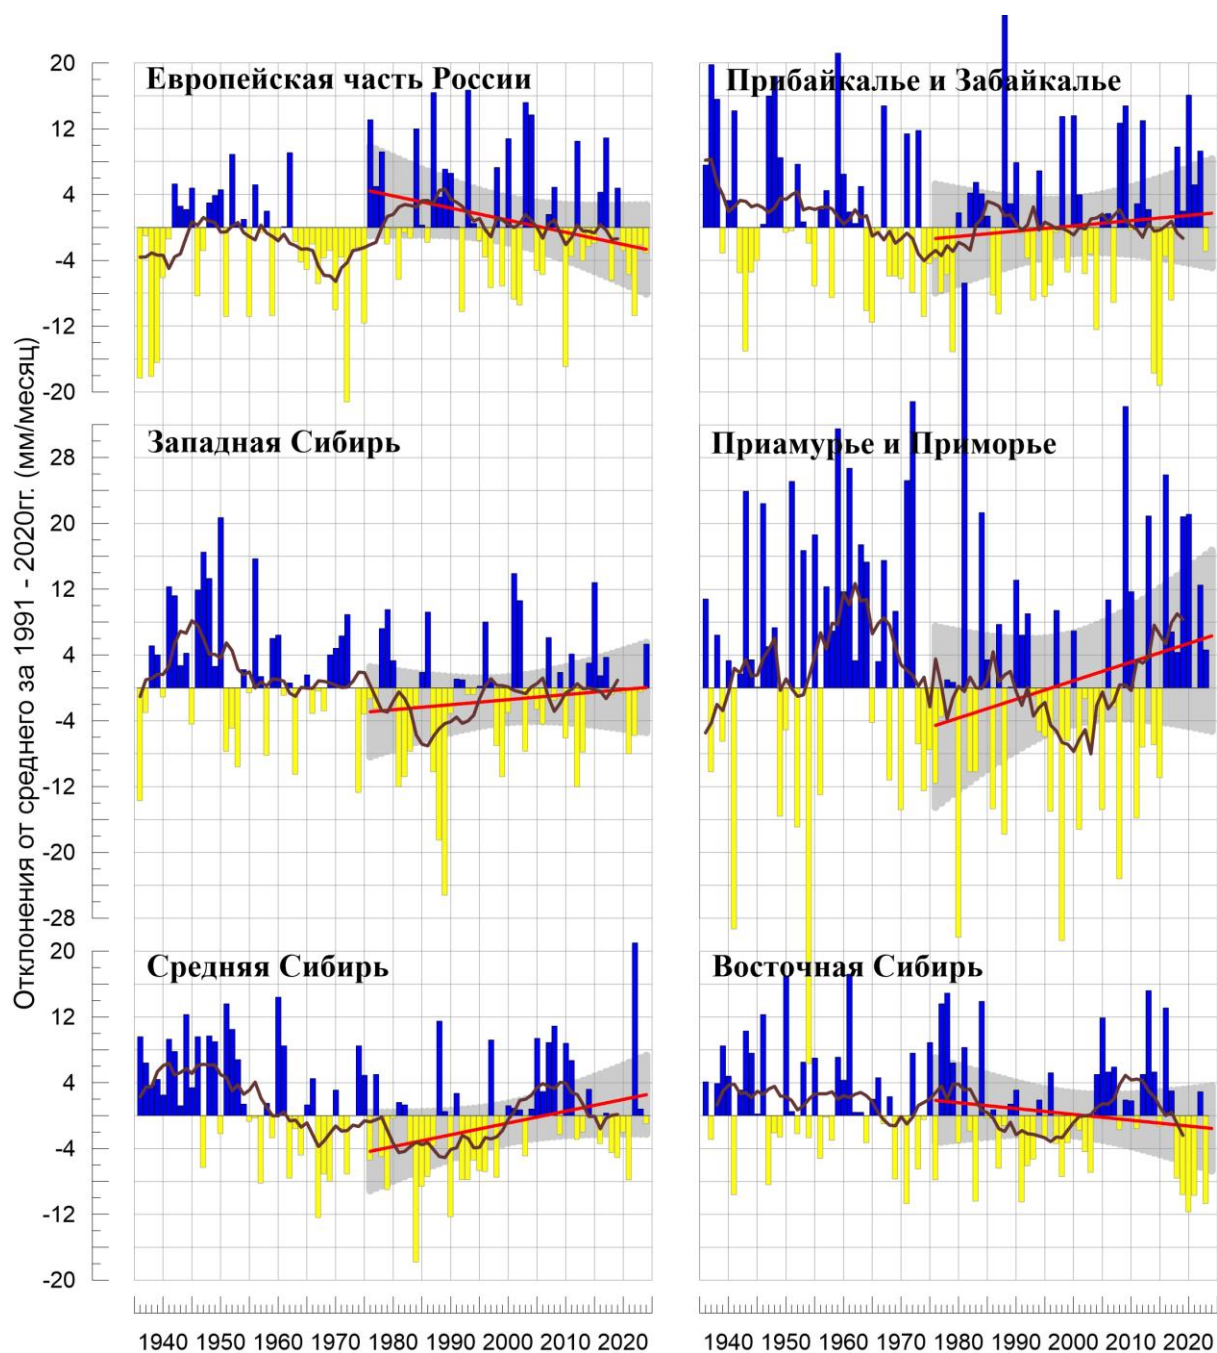 Отклонения от среднего за 1991 - 2020гг. (мм/месяц)
20
12
4
-4
-12
-20
28
20
12
4
-4
-12
-20
-28
20
12
4
-4
-12
-20
Европейская часть России
Прибайкалье и Забайкалье
Западная Сибирь
Приамурье и Приморье
Средняя Сибирь
Восточная Сибирь
1940 1950 1960 1970 1980 1990 2000 2010 2020
1940 1950 1960 1970 1980 1990 2000 2010 2020